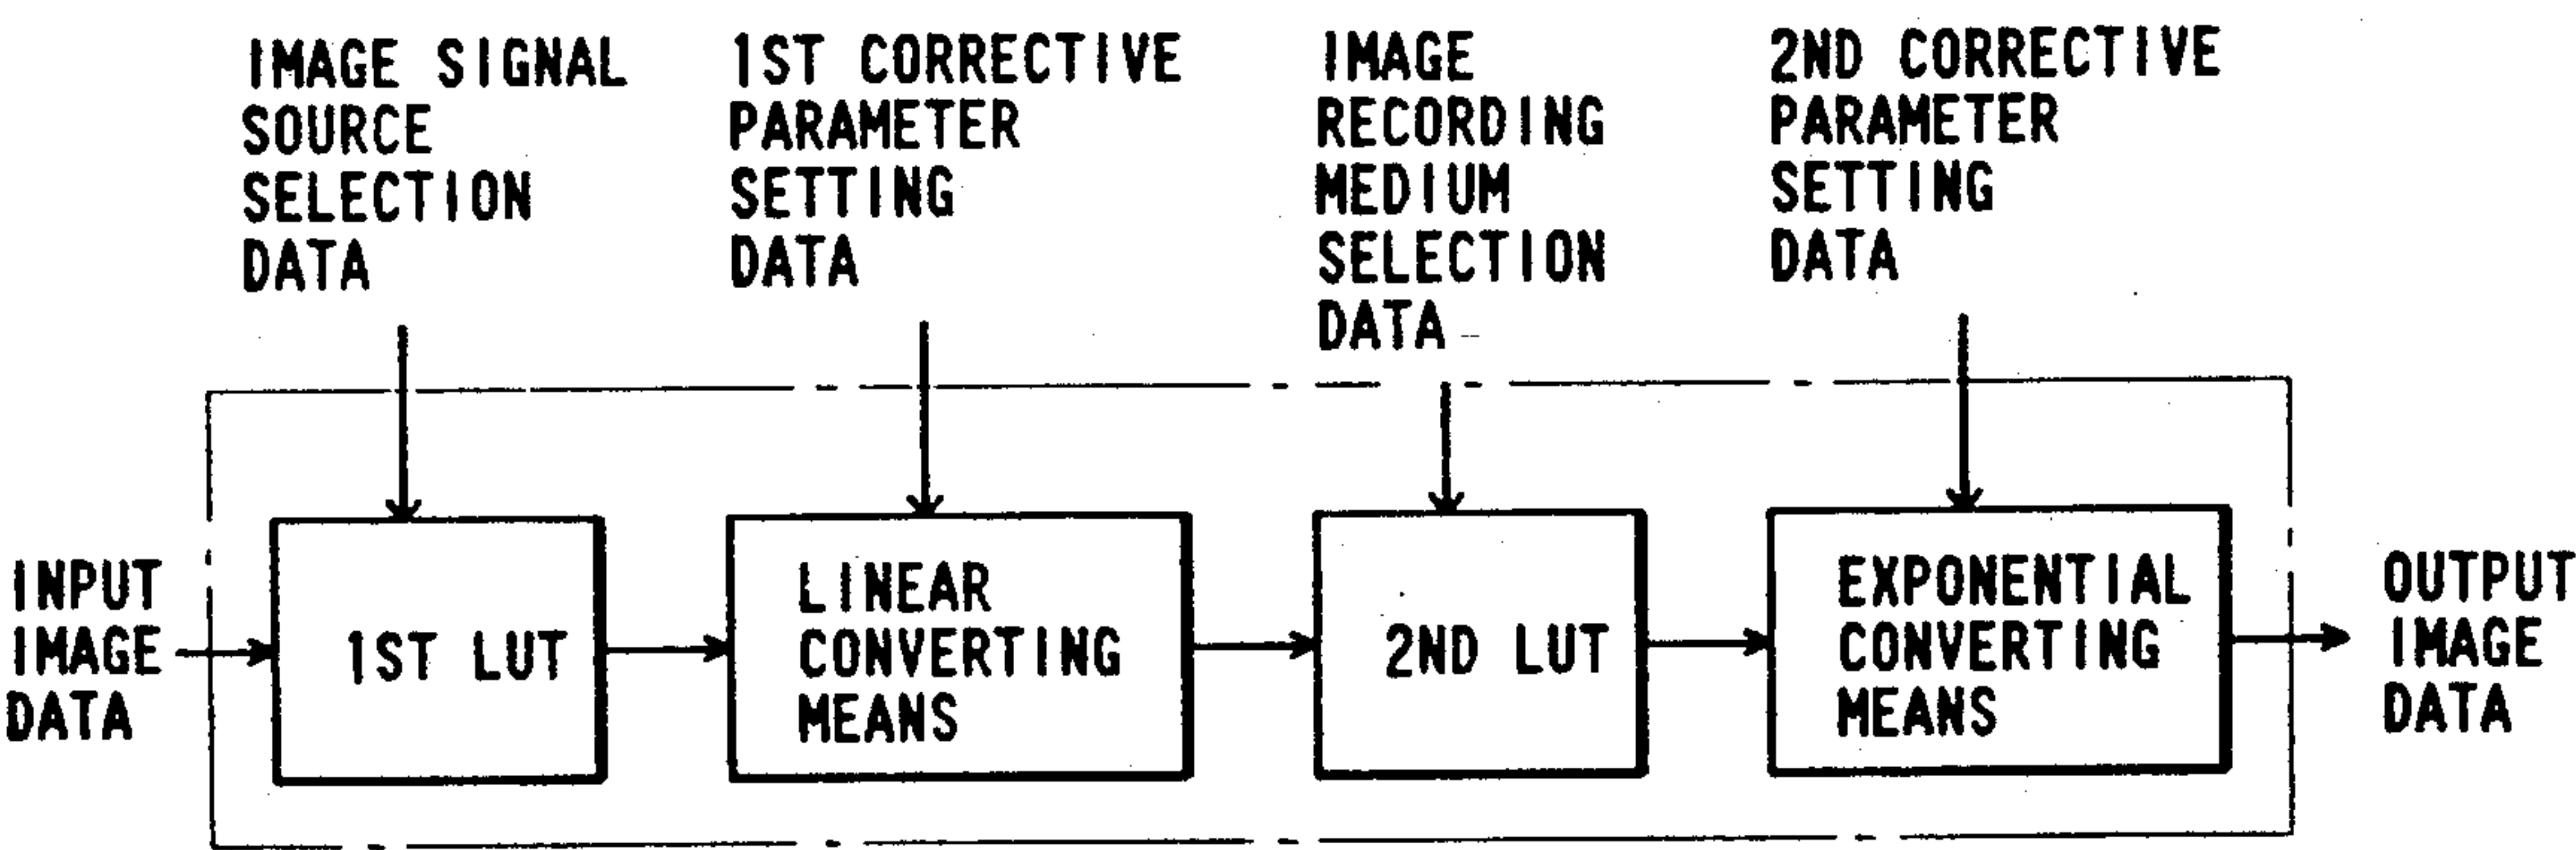 IMAGE SIGNAL
SOURCE
SELECTION
DATA
1ST CORRECTIVE
PARAMETER
SETTING
DATA
IMAGE
RECORDING
MEDIUM
SELECTION
DATA
2ND CORRECTIVE
PARAMETER
SETTING
DATA
INPUT
IMAGE
DATA
1ST LUT
LINEAR
CONVERTING
MEANS
2ND LUT
EXPONENTIAL
CONVERTING
MEANS
OUTPUT
IMAGE
DATA